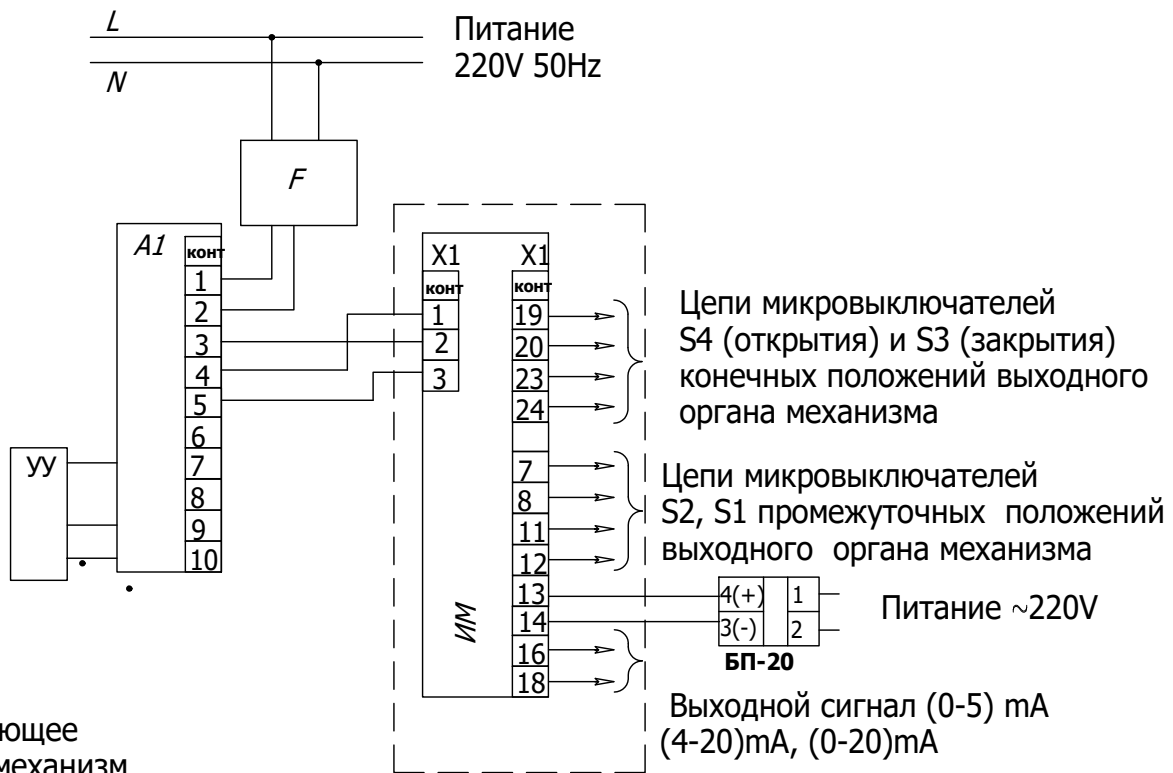 L
Питание
220V 50Hz
N
F
A1
конт
1
2
3
4
5
6
7
8
9
10
УУ
X1
X1
конт
конт
1
2
3
19
20
23
24
7
8
11
12
13
14
16
18
ИМ
Цепи микровыключателей
S4 (открытия) и S3 (закрытия)
конечных положений выходного
органа механизма
Цепи микровыключателей
S2, S1 промежуточных положений
выходного органа механизма
4(+) 1
3(-) 2
БП-20
Питание ~220V
Выходной сигнал (0-5) mA
(4-20)mA, (0-20)mA
ющее
механизм